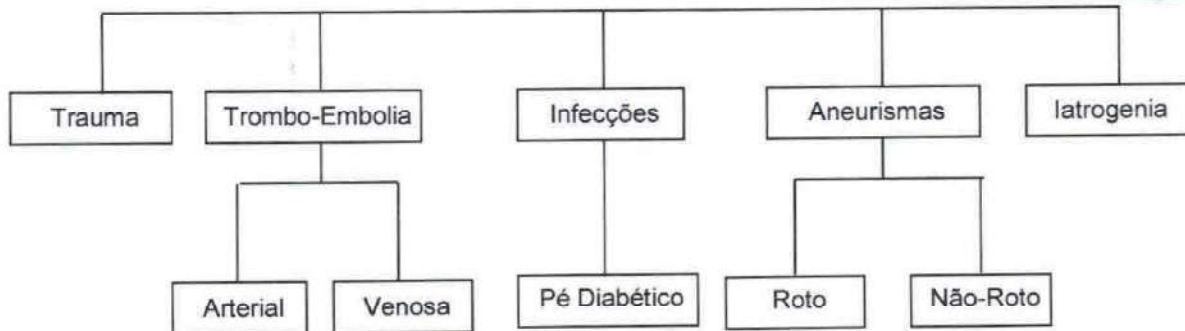 Trauma
Trombo-Embolia
Infecções
Aneurismas
Iatrogenia
Arterial
Venosa
Pé Diabético
Roto
Não-Roto